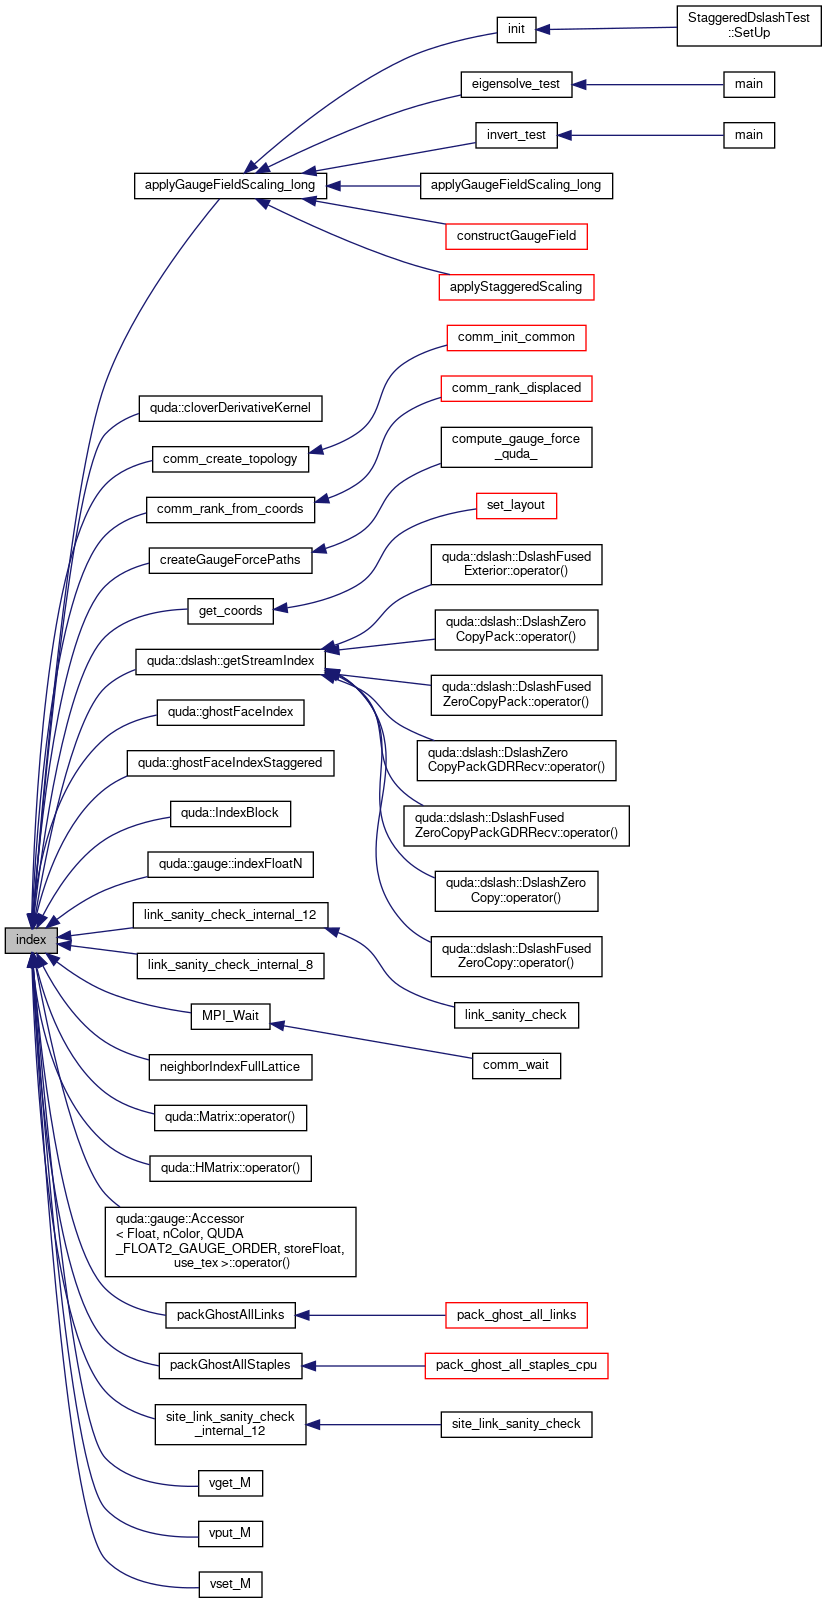 init
StaggeredDslashTest
::SetUp
eigensolve_test
main
invert_test
main
applyGaugeFieldScaling_long
applyGaugeFieldScaling_long
constructGaugeField
applyStaggeredScaling
comm_init_common
comm_rank_displaced
quda::cloverDerivativeKernel
compute_gauge_force
_quda_
comm_create_topology
comm_rank_from_coords
set_layout
createGaugeForcePaths
quda::dslash::DslashFused
Exterior::operator()
get_coords
quda::dslash::DslashZero
CopyPack::operator()
quda::dslash::getStreamIndex
quda::dslash::DslashFused
ZeroCopyPack::operator()
quda::ghostFaceIndex
quda::dslash::DslashZero
CopyPackGDRRecv::operator()
quda::ghostFaceIndexStaggered
quda::IndexBlock
quda::dslash::DslashFused
ZeroCopyPackGDRRecv::operator()
quda::gauge::indexFloatN
quda::dslash::DslashZero
Copy::operator()
link_sanity_check_internal_12
index
quda::dslash::DslashFused
ZeroCopy::operator()
link_sanity_check_internal_8
MPI_Wait
link_sanity_check
neighborIndexFullLattice
comm_wait
quda::Matrix::operator()
quda::HMatrix::operator()
quda::gauge::Accessor
< Float, nColor, QUDA
_FLOAT2_GAUGE_ORDER, storeFloat,
use_tex >::operator()
packGhostAllLinks
pack_ghost_all_links
packGhostAllStaples
pack_ghost_all_staples_cpu
site_link_sanity_check
_internal_12
site_link_sanity_check
vget_M
vput_M
vset_M